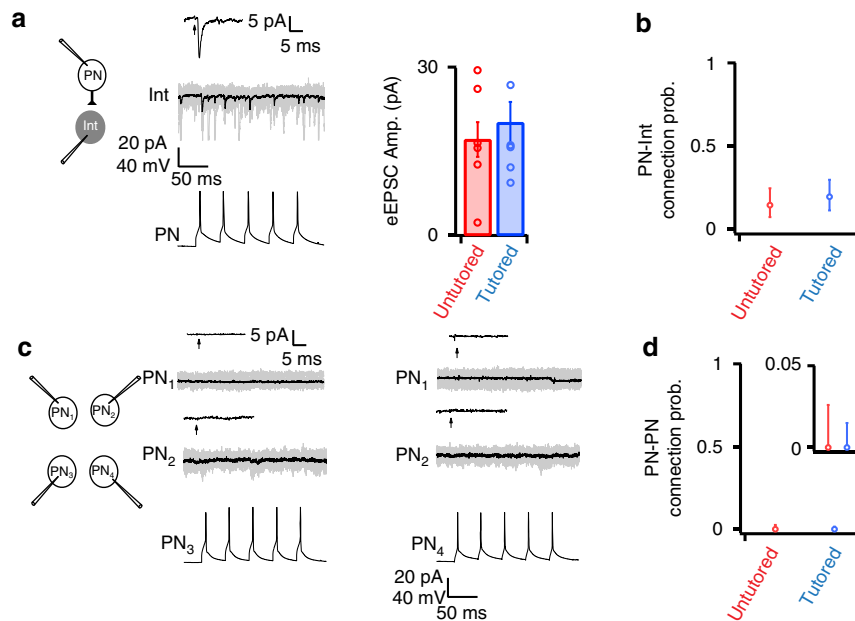 a
PN
Int
5 pA
5 ms
Int
20 pA
40 mV
50 ms
PN
eEPSC Amp. (pA)
30
0
Untutored
Tutored
b
PN-Int
connection prob.
1
0.5
0
Untutored
Tutored
c
PN1
PN2
PN3
PN4
5 pA
5 ms
PN1
PN2
PN3
PN1
PN2
PN4
20 pA
40 mV
50 ms
d
PN-PN
connection prob.
1
0.5
0
0.05
0
Untutored
Tutored